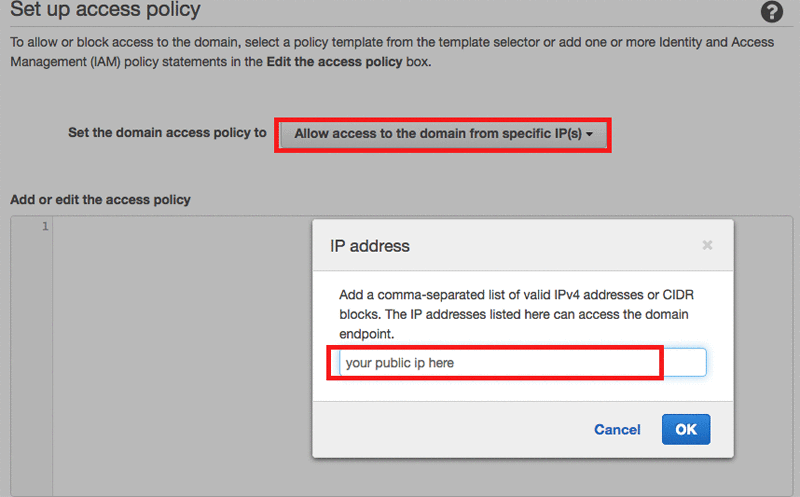 Set up access policy
?
To allow or block access to the domain, select a policy template from the template selector or add one or more Identity and Access
Management (IAM) policy statements in the Edit the access policy box.
Set the domain access policy to Allow access to the domain from specific IP(s)
Add or edit the access policy
1
IP address
×
Add a comma-separated list of valid IPv4 addresses or CIDR
blocks. The IP addresses listed here can access the domain
endpoint.
your public ip here
Cancel OK